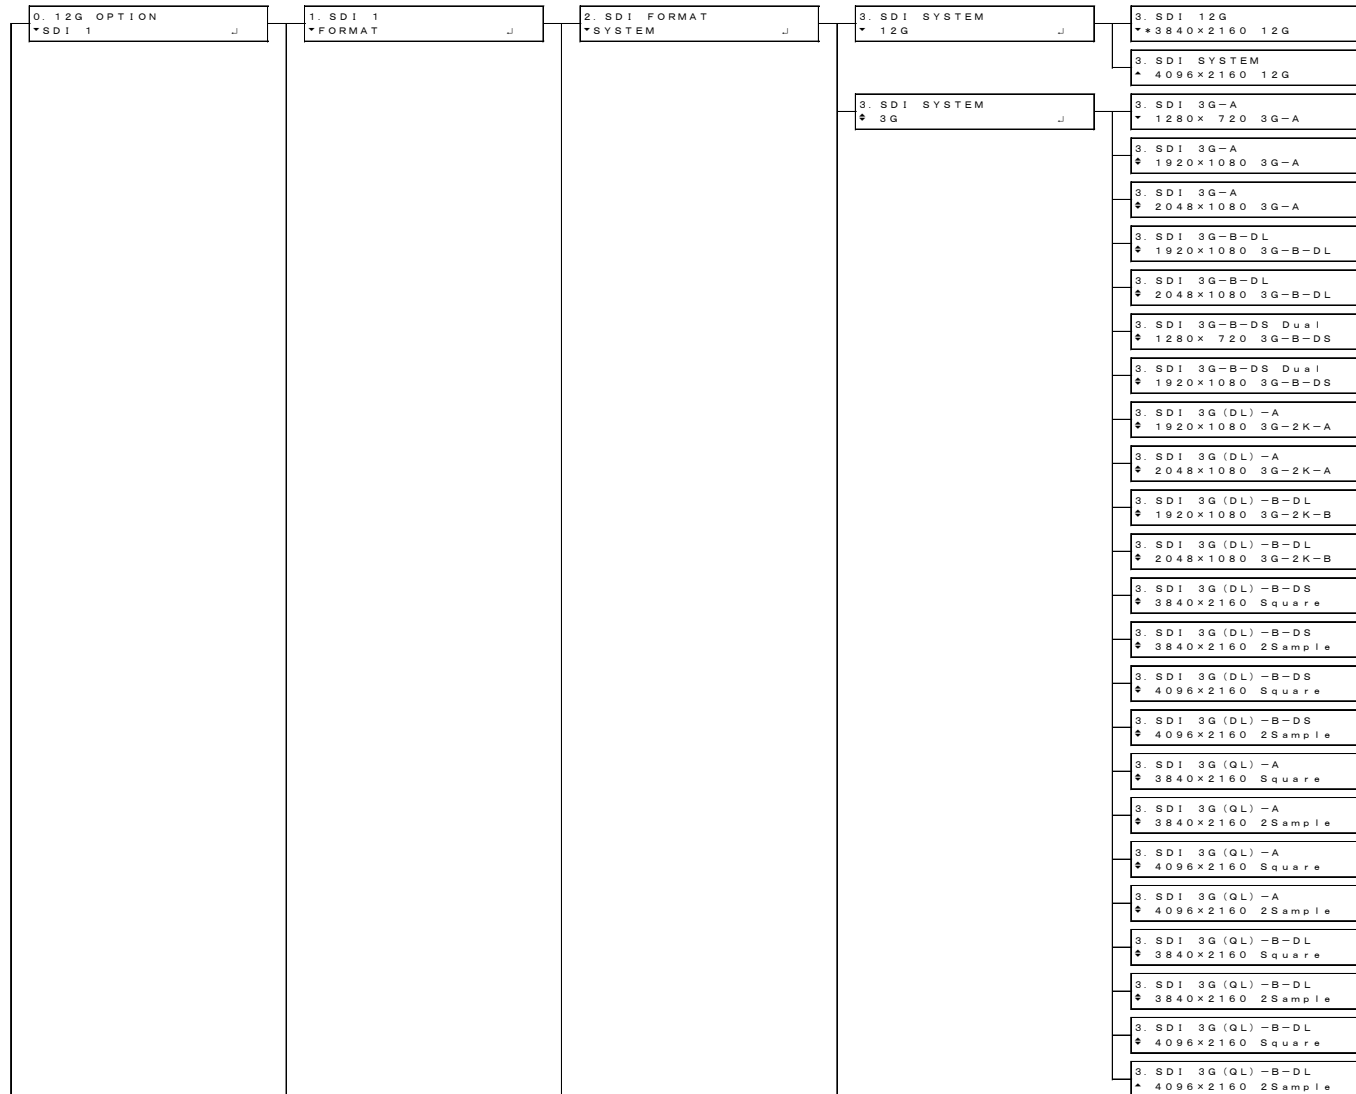 0. 12G OPTION
SDI 1 ↵
1. SDI 1
FORMAT ↵
2. SDI FORMAT
SYSTEM ↵
3. SDI SYSTEM
12G ↵
3. SDI 12G
*3840×2160 12G
3. SDI SYSTEM
4096×2160 12G
3. SDI SYSTEM
3G ↵
3. SDI 3G-A
1280× 720 3G-A
3. SDI 3G-A
1920×1080 3G-A
3. SDI 3G-A
2048×1080 3G-A
3. SDI 3G-B-DL
1920×1080 3G-B-DL
3. SDI 3G-B-DL
2048×1080 3G-B-DL
3. SDI 3G-B-DS Dual
1280× 720 3G-B-DS
3. SDI 3G-B-DS Dual
1920×1080 3G-B-DS
3. SDI 3G(DL)-A
1920×1080 3G-2K-A
3. SDI 3G(DL)-A
2048×1080 3G-2K-A
3. SDI 3G(DL)-B-DL
1920×1080 3G-2K-B
3. SDI 3G(DL)-B-DL
2048×1080 3G-2K-B
3. SDI 3G(DL)-B-DS
3840×2160 Square
3. SDI 3G(DL)-B-DS
3840×2160 2Sample
3. SDI 3G(DL)-B-DS
4096×2160 Square
3. SDI 3G(DL)-B-DS
4096×2160 2Sample
3. SDI 3G(QL)-A
3840×2160 Square
3. SDI 3G(QL)-A
3840×2160 2Sample
3. SDI 3G(QL)-A
4096×2160 Square
3. SDI 3G(QL)-A
4096×2160 2Sample
3. SDI 3G(QL)-B-DL
3840×2160 Square
3. SDI 3G(QL)-B-DL
3840×2160 2Sample
3. SDI 3G(QL)-B-DL
4096×2160 Square
3. SDI 3G(QL)-B-DL
4096×2160 2Sample